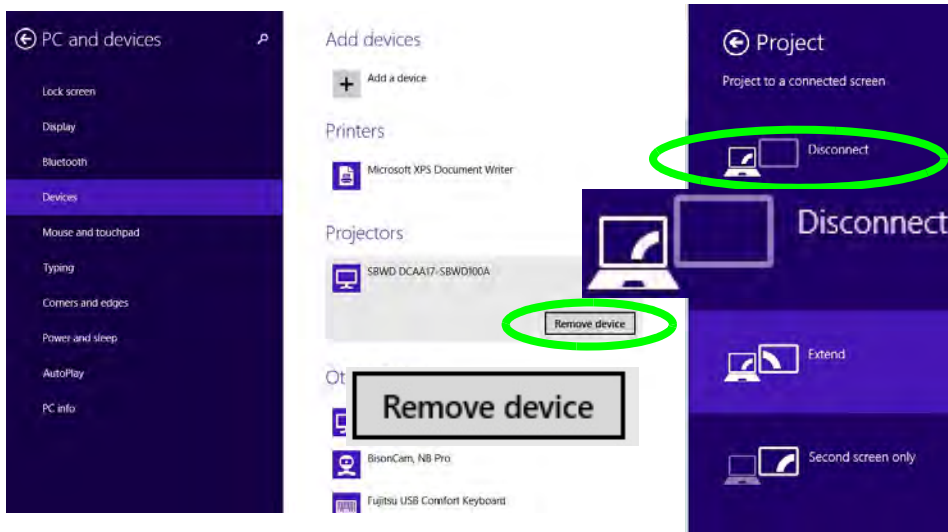 PC and devices
Lock screen
Display
Bluetooth
Devices
Mouse and touchpad
Typing
Corners and edges
Power and sleep
AutoPlay
PC info
Add devices
Add a device
Printers
Microsoft XPS Document Writer
Projectors
SBWD DCAA17-SBWD100A
Remove device
Ot
Remove device
BisonCam, NB Pro
Fujitsu USB Comfort Keyboard
Project
Project to a connected screen
Disconnect
Disconnect
Extend
Second screen only